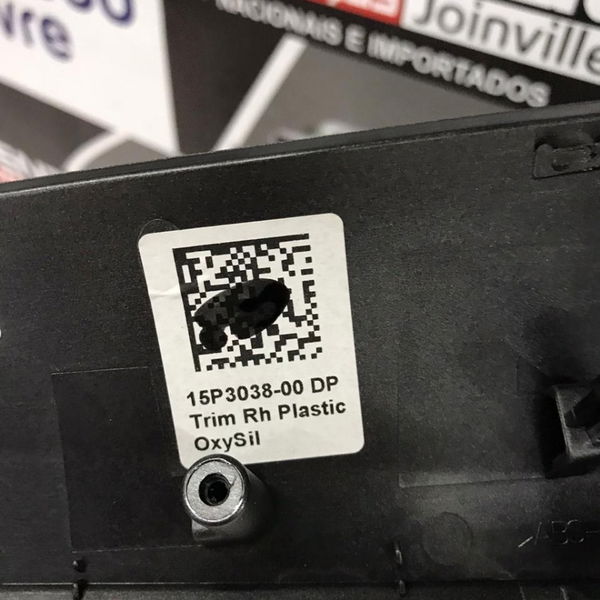 Joinville
NACIONAIS E IMPORTADOS
15P3038-00 DP
Trim Rh Plastic
OxySil